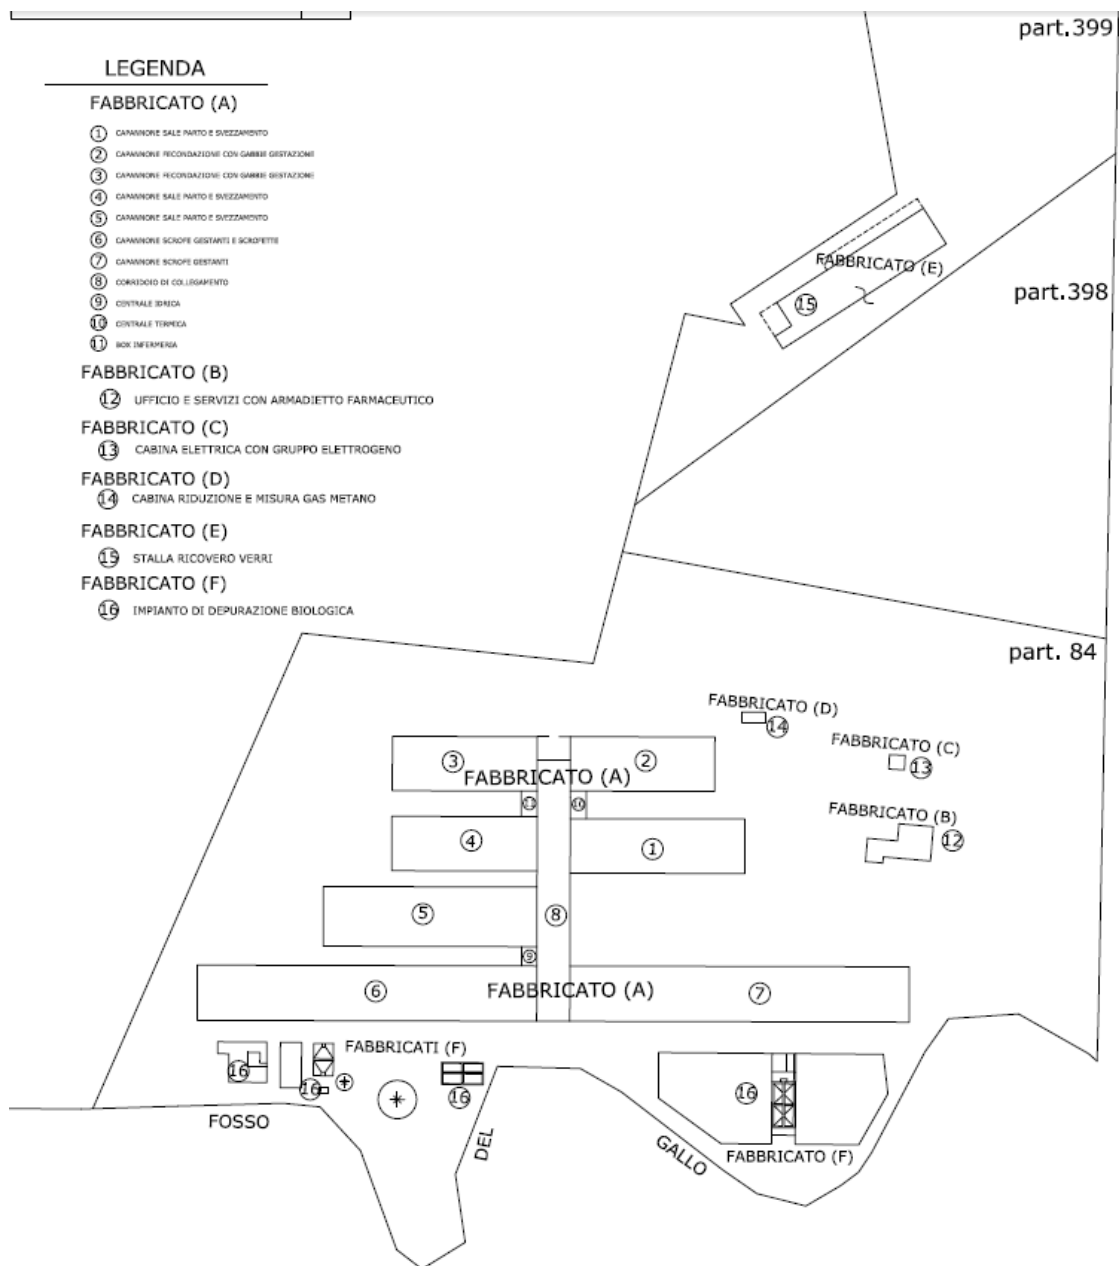 part.399
LEGENDA
FABBRICATO (A)
1 CAPANNONE SALE PARTO E SVEZZAMENTO
2 CAPANNONE FECONDAZIONE CON GABBIE GESTAZIONE
3 CAPANNONE FECONDAZIONE CON GABBIE GESTAZIONE
4 CAPANNONE SALE PARTO E SVEZZAMENTO
5 CAPANNONE SALE PARTO E SVEZZAMENTO
6 CAPANNONE SCROFE GESTANTI E SCROFETTE
7 CAPANNONE SCROFE GESTANTI
8 CORRIDOIO DI COLLEGAMENTO
9 CENTRALE IDRICA
10 CENTRALE TERMICA
11 BOX INFERMERIA
FABBRICATO (B)
12 UFFICIO E SERVIZI CON ARMADIETTO FARMACEUTICO
FABBRICATO (C)
13 CABINA ELETTRICA CON GRUPPO ELETTROGENO
FABBRICATO (D)
14 CABINA RIDUZIONE E MISURA GAS METANO
FABBRICATO (E)
15 STALLA RICOVERO VERRI
FABBRICATO (F)
16 IMPIANTO DI DEPURAZIONE BIOLOGICA
FABBRICATO (E)
15
part.398
part. 84
FABBRICATO (D)
14
FABBRICATO (C)
13
FABBRICATO (B)
12
3
2
FABBRICATO (A)
11
10
4
1
5
8
9
6
FABBRICATO (A)
7
FABBRICATI (F)
16
16
16
16
FOSSO
DEL
GALLO
FABBRICATO (F)